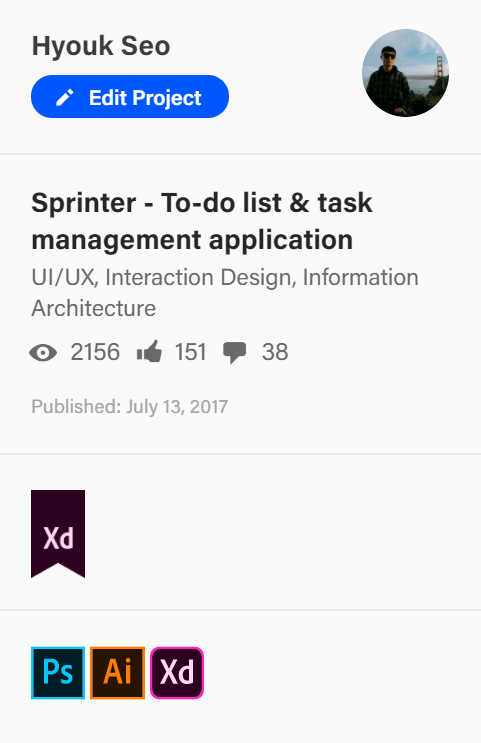 Hyouk Seo
Edit Project
Sprinter - To-do list & task
management application
UI/UX, Interaction Design, Information
Architecture
2156 151 38
Published: July 13, 2017
Xd
Ps Ai Xd